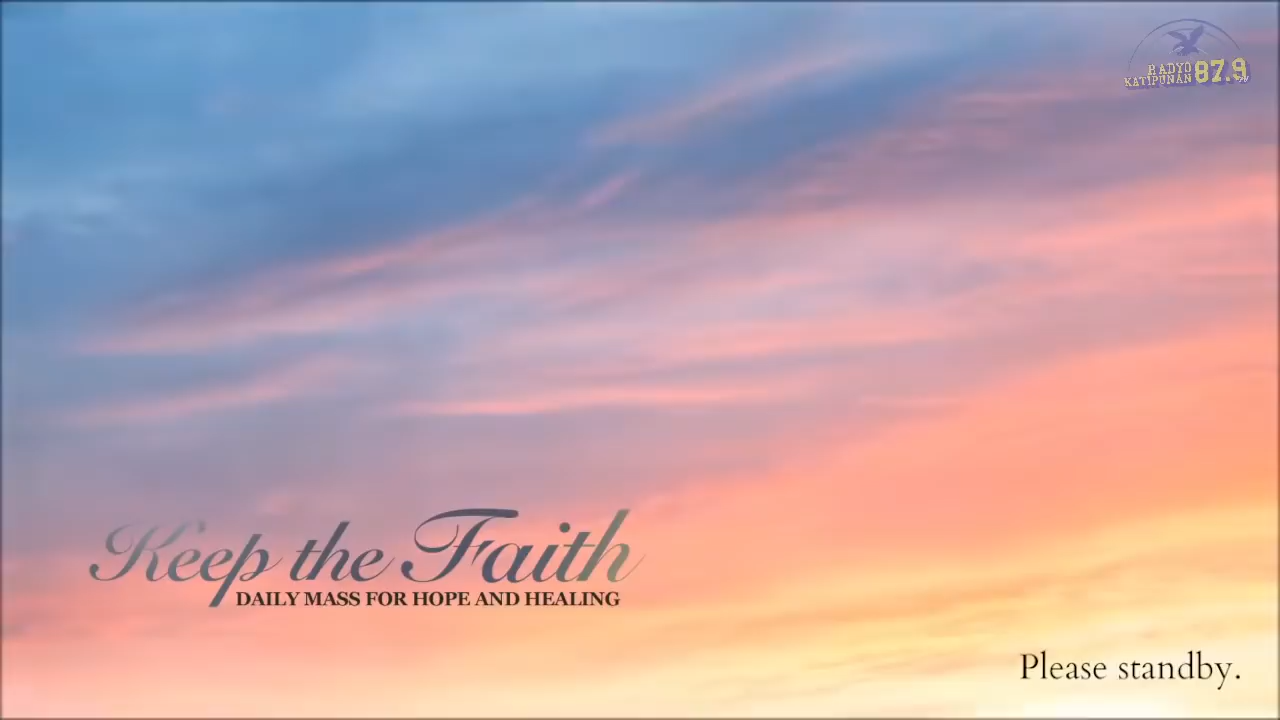 RADYO
KATIPUNAN 87.9
Keep the Faith
DAILY MASS FOR HOPE AND HEALING
Please standby.